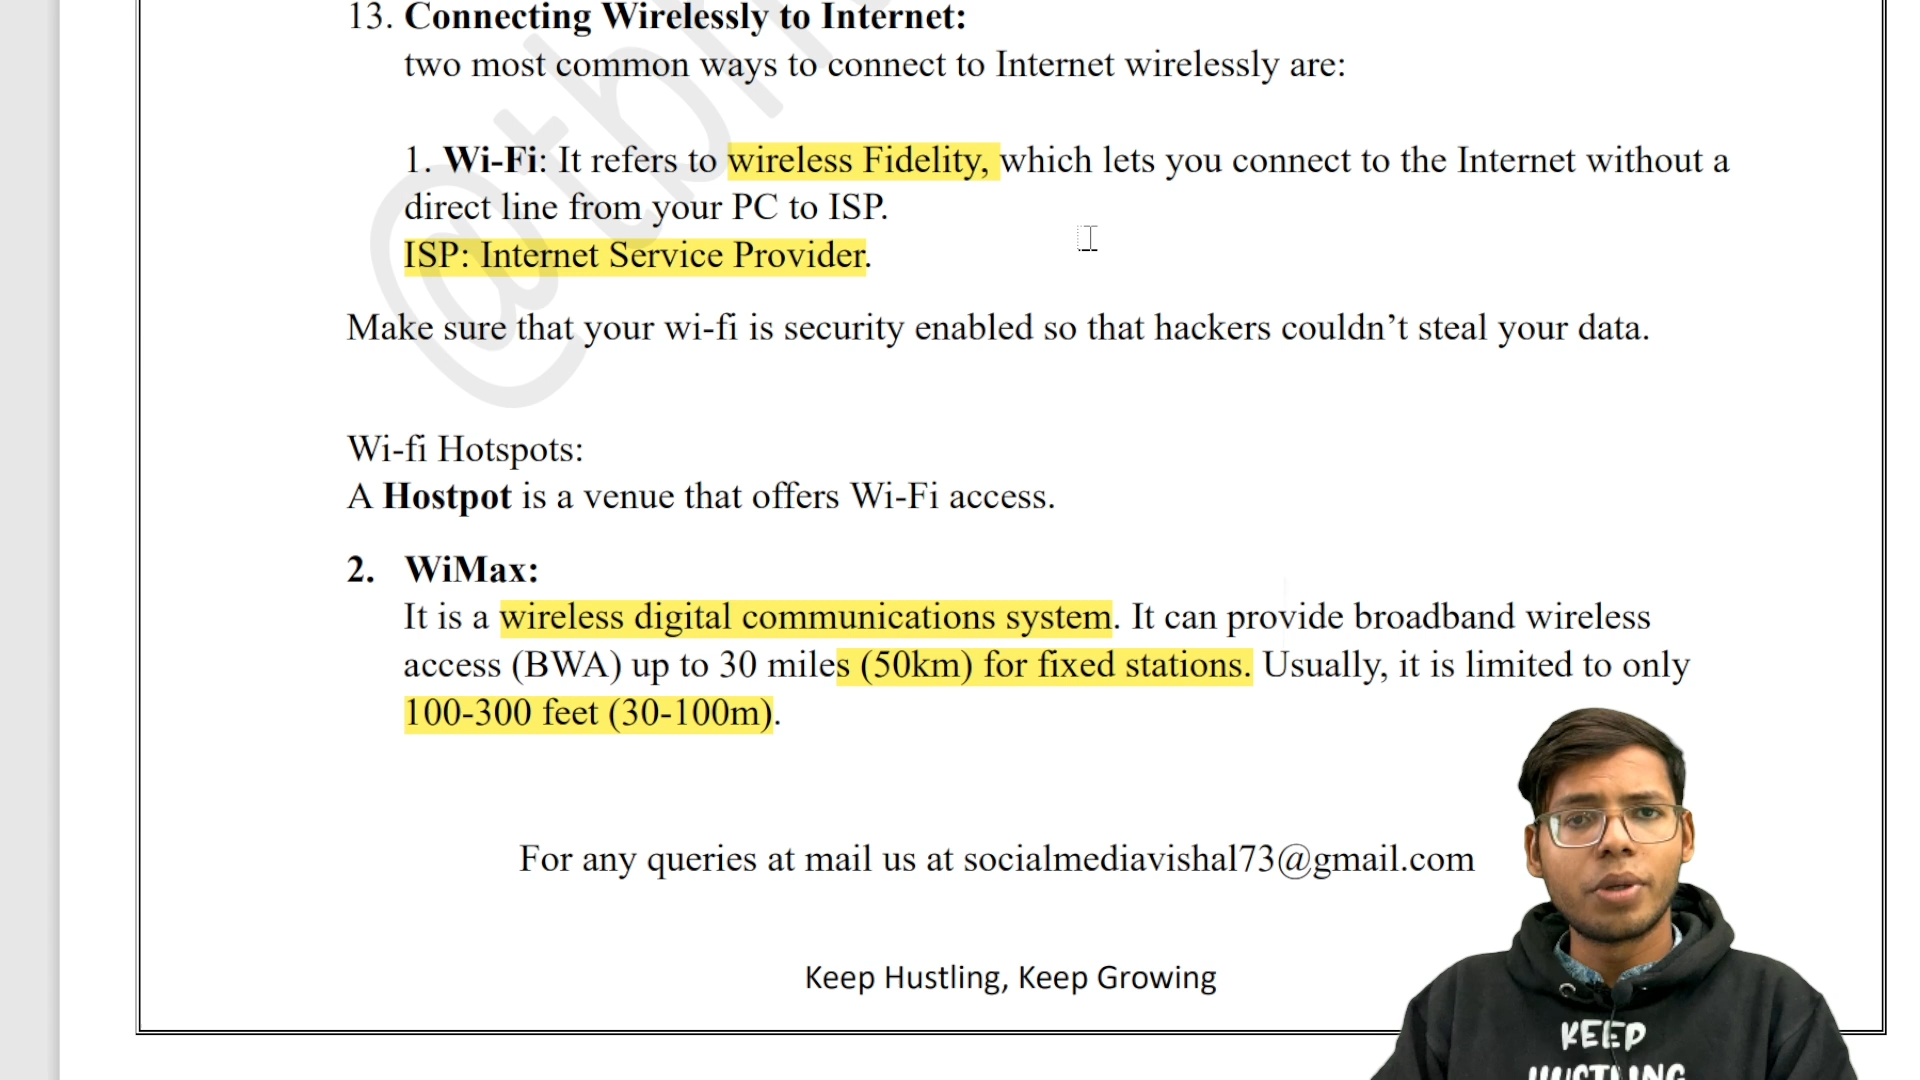 13. Connecting Wirelessly to Internet:
two most common ways to connect to Internet wirelessly are:
1. Wi-Fi: It refers to wireless Fidelity, which lets you connect to the Internet without a
direct line from your PC to ISP.
ISP: Internet Service Provider.
Make sure that your wi-fi is security enabled so that hackers couldn’t steal your data.
Wi-fi Hotspots:
A Hostpot is a venue that offers Wi-Fi access.
2. WiMax:
It is a wireless digital communications system. It can provide broadband wireless
access (BWA) up to 30 miles (50km) for fixed stations. Usually, it is limited to only
100-300 feet (30-100m).
For any queries at mail us at socialmediavishal73@gmail.com
Keep Hustling, Keep Growing
KEEP
HUSTLING